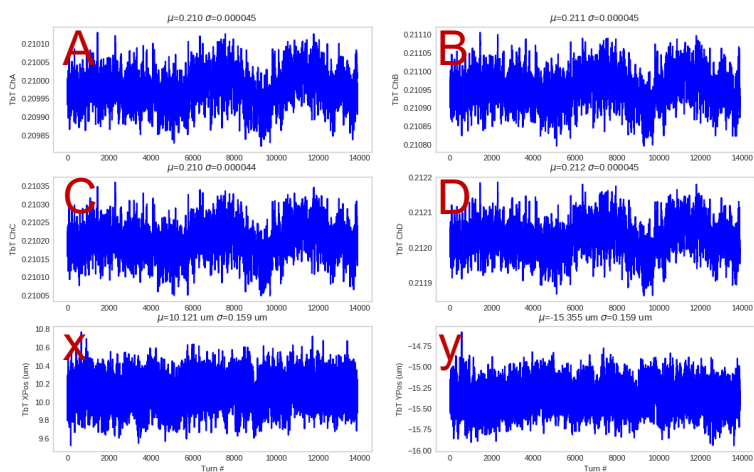 μ=0.210 σ=0.000045
A
TbT ChA
0.21010
0.21005
0.21000
0.20995
0.20990
0.20985
0 2000 4000 6000 8000 10000 12000 14000
μ=0.211 σ=0.000045
B
TbT ChB
0.21110
0.21105
0.21100
0.21095
0.21090
0.21085
0.21080
0 2000 4000 6000 8000 10000 12000 14000
μ=0.210 σ=0.000044
C
TbT ChC
0.21035
0.21030
0.21025
0.21020
0.21015
0.21010
0.21005
0 2000 4000 6000 8000 10000 12000 14000
μ=0.212 σ=0.000045
D
TbT ChD
0.2122
0.2121
0.2120
0.2119
0 2000 4000 6000 8000 10000 12000 14000
μ=10.121 um σ=0.159 um
x
TbT XPos (um)
10.8
10.6
10.4
10.2
10.0
9.8
9.6
0 2000 4000 6000 8000 10000 12000 14000
Turn #
μ=-15.355 um σ=0.159 um
y
TbT YPos (um)
−14.75
−15.00
−15.25
−15.50
−15.75
−16.00
0 2000 4000 6000 8000 10000 12000 14000
Turn #